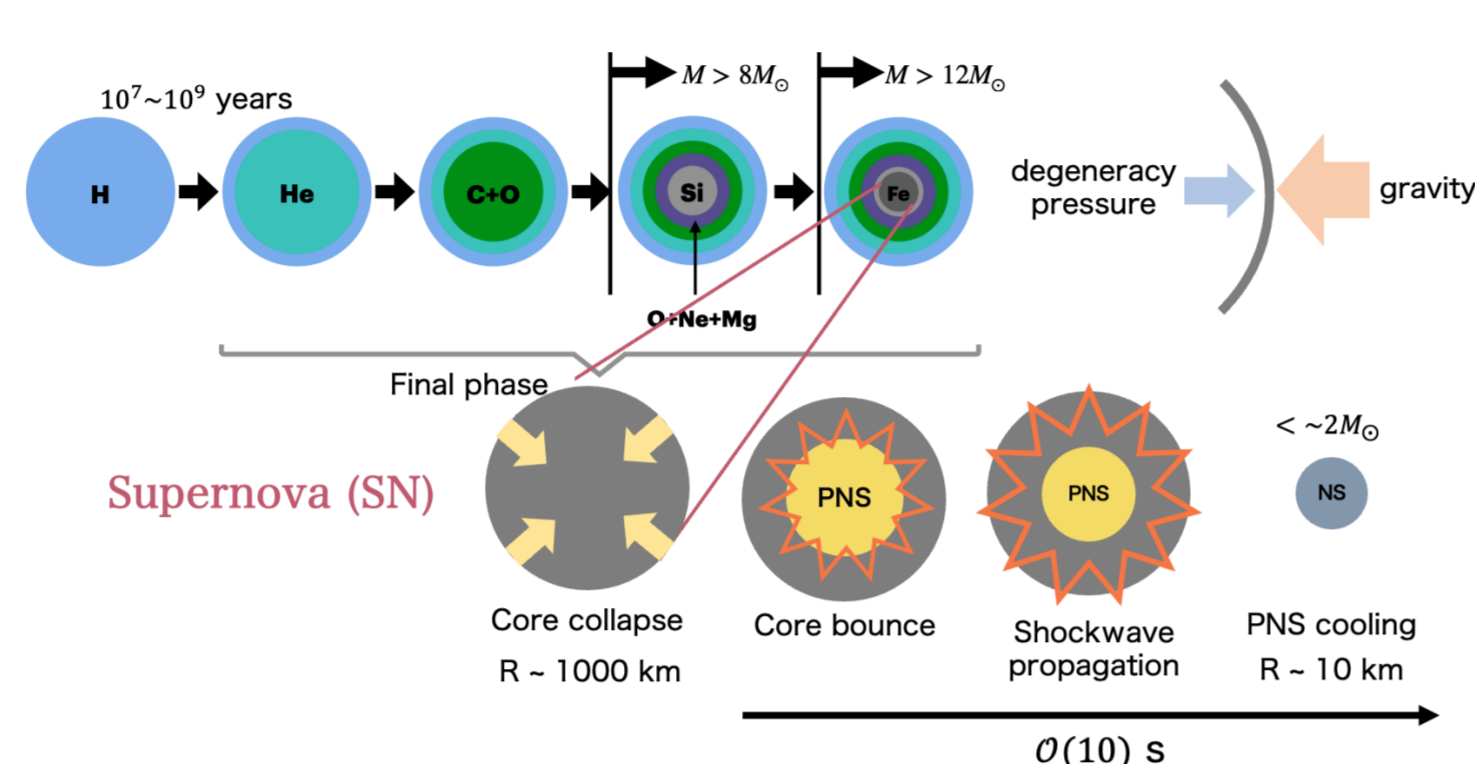 10⁷~10⁹ years
M > 8M⊙
M > 12M⊙
H
He
C+O
Si
Fe
degeneracy
pressure
gravity
O+Ne+Mg
Final phase
Supernova (SN)
PNS
PNS
< ~2M⊙
NS
Core collapse
R ~ 1000 km
Core bounce
Shockwave
propagation
PNS cooling
R ~ 10 km
𝒪(10) s